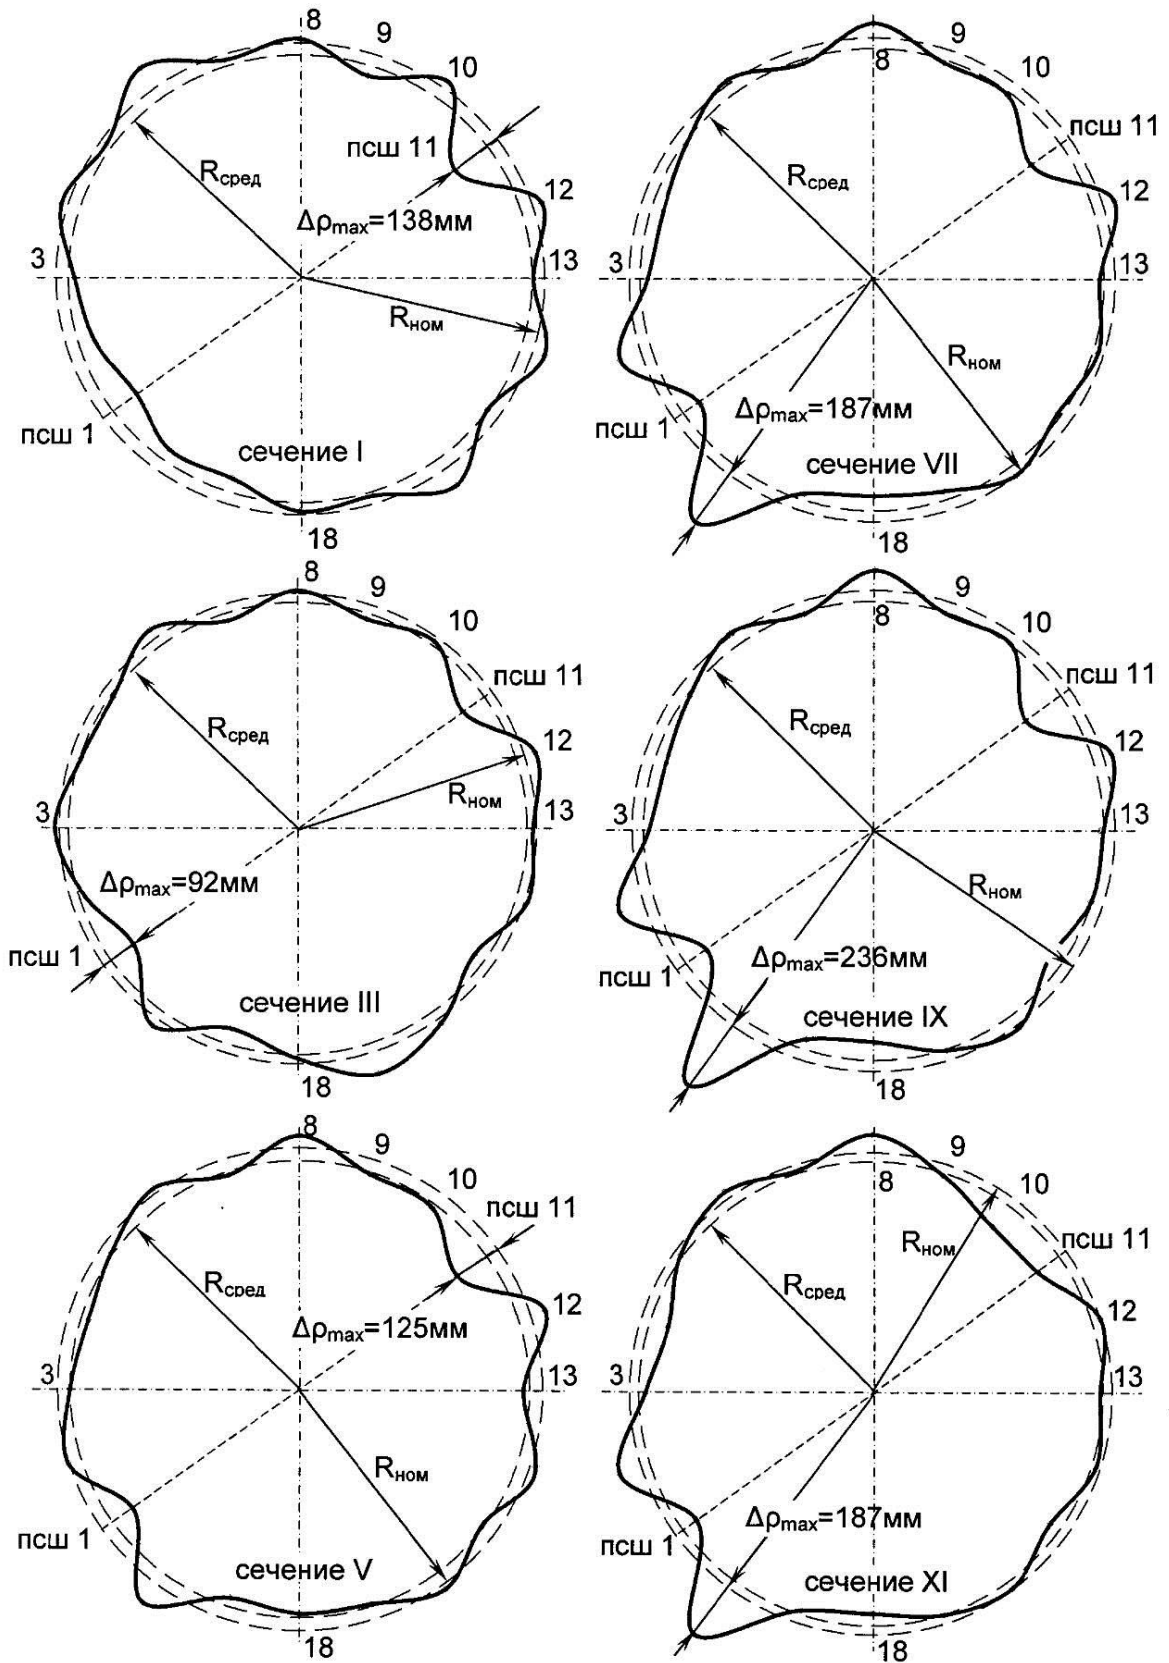 8
9
10
псш 11
Rсред
12
Δρmax=138мм
3
13
Rном
псш 1
сечение I
18
8
9
10
псш 11
Rсред
12
3
13
Rном
Δρmax=187мм
псш 1
сечение VII
18
8
9
10
псш 11
Rсред
12
Rном
3
13
Δρmax=92мм
псш 1
сечение III
18
8
9
10
псш 11
Rсред
12
3
13
Rном
Δρmax=236мм
псш 1
сечение IX
18
8
9
10
псш 11
Rсред
12
Δρmax=125мм
3
13
Rном
псш 1
сечение V
18
8
9
10
Rном
псш 11
Rсред
12
3
13
Δρmax=187мм
псш 1
сечение XI
18